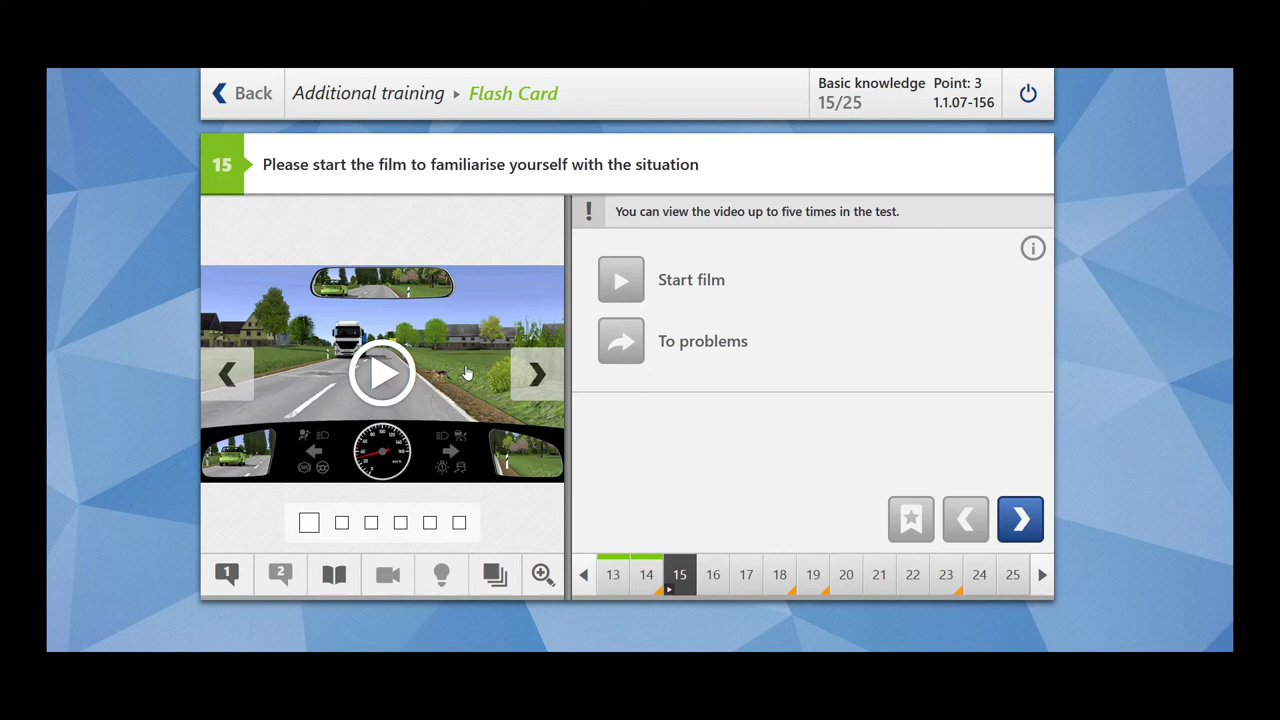 Back
Additional training ▸ Flash Card
Basic knowledge Point: 3
15/25 1.1.07-156
15 Please start the film to familiarise yourself with the situation
! You can view the video up to five times in the test.
Start film
To problems
1 2
13 14 15 16 17 18 19 20 21 22 23 24 25